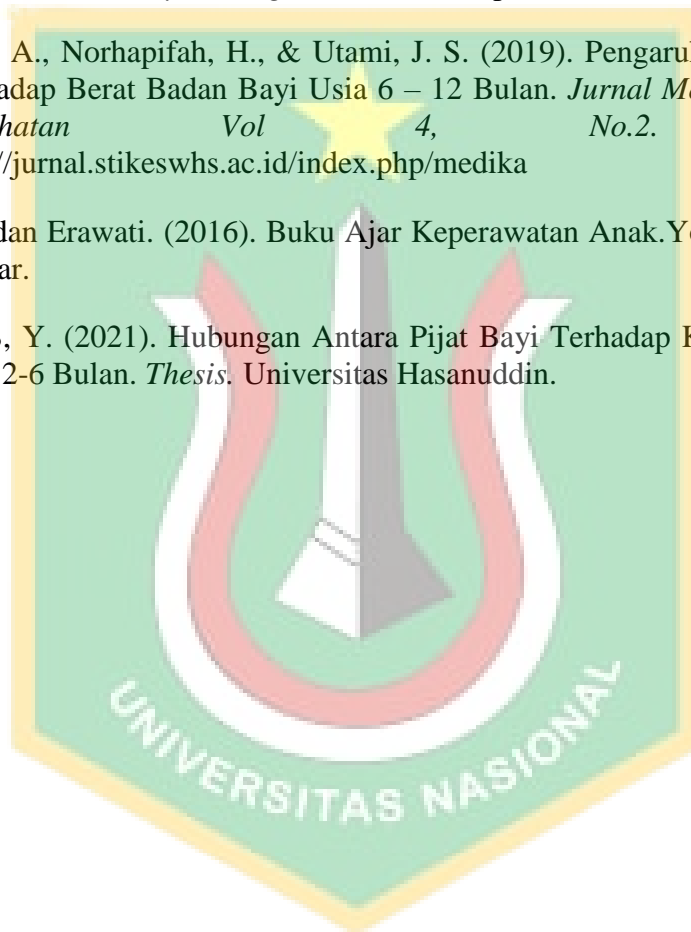 A., Norhapifah, H., & Utami, J. S. (2019). Pengaruh
adap Berat Badan Bayi Usia 6 – 12 Bulan. Jurnal Me
hatan Vol 4, No.2.
//jurnal.stikeswhs.ac.id/index.php/medika
dan Erawati. (2016). Buku Ajar Keperawatan Anak.Yo
ar.
, Y. (2021). Hubungan Antara Pijat Bayi Terhadap K
2-6 Bulan. Thesis. Universitas Hasanuddin.
UNIVERSITAS NASIONAL